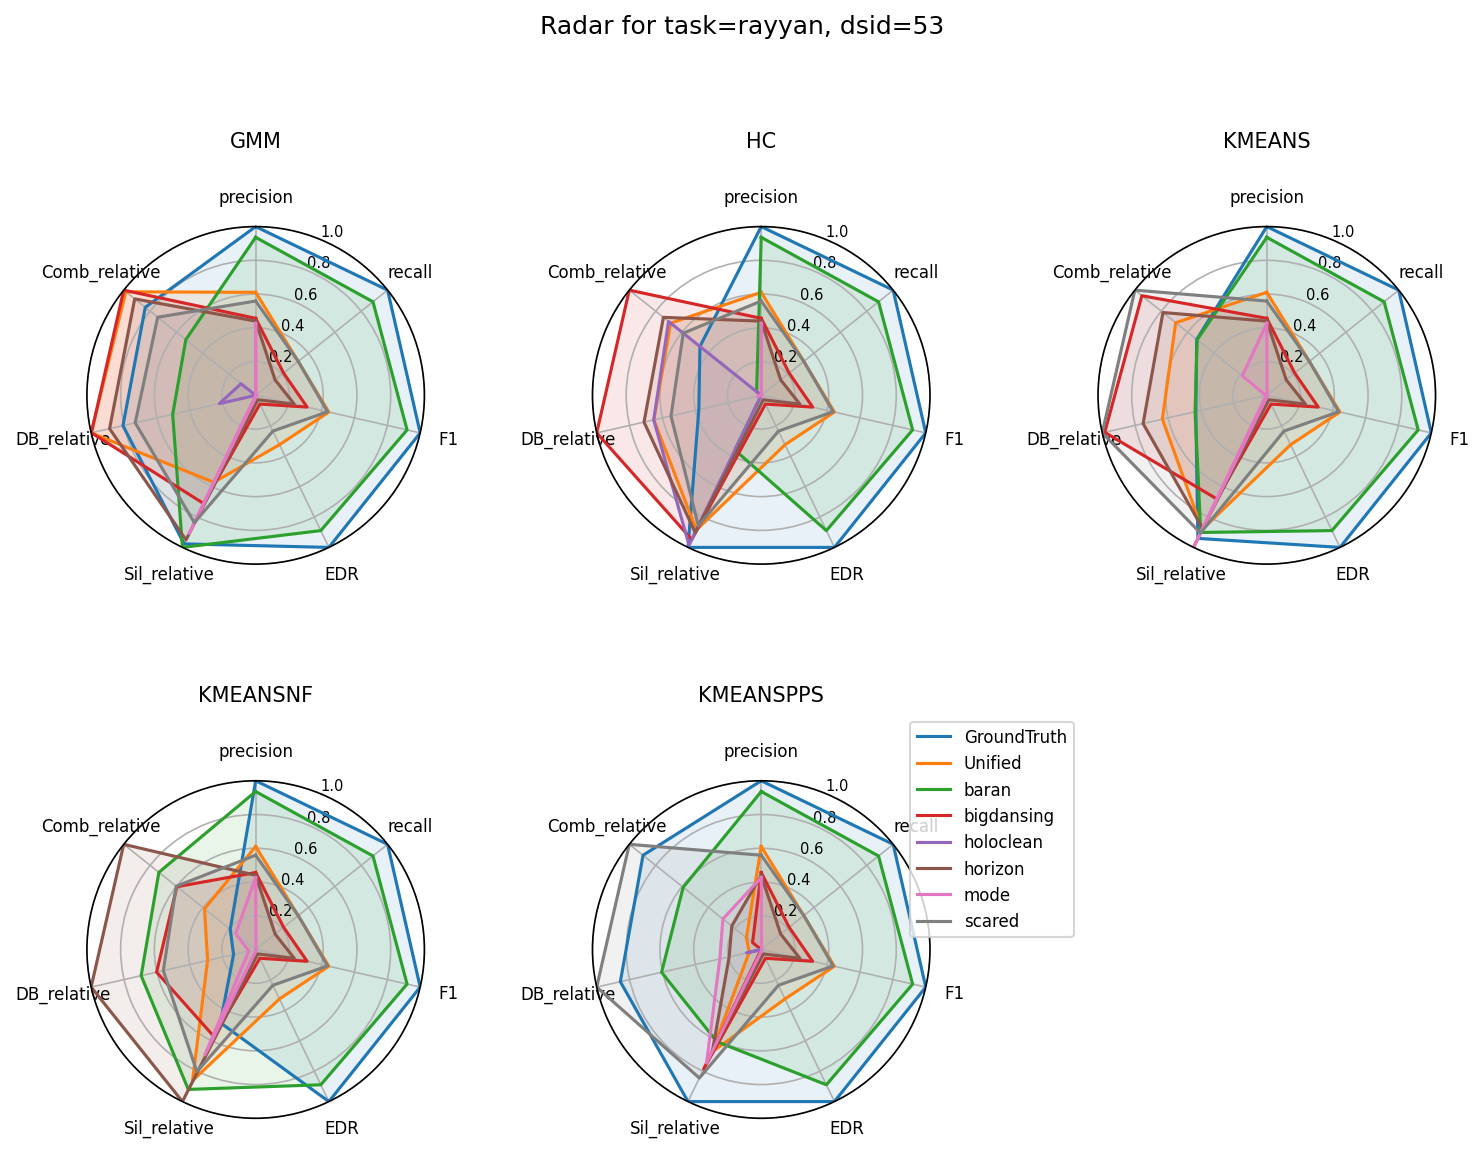 Radar for task=rayyan, dsid=53
GMM
precision
recall
F1
EDR
Sil_relative
DB_relative
Comb_relative
0.2
0.4
0.6
0.8
1.0
HC
precision
recall
F1
EDR
Sil_relative
DB_relative
Comb_relative
0.2
0.4
0.6
0.8
1.0
KMEANS
precision
recall
F1
EDR
Sil_relative
DB_relative
Comb_relative
0.2
0.4
0.6
0.8
1.0
KMEANSNF
precision
recall
F1
EDR
Sil_relative
DB_relative
Comb_relative
0.2
0.4
0.6
0.8
1.0
KMEANSPPS
precision
recall
F1
EDR
Sil_relative
DB_relative
Comb_relative
0.2
0.4
0.6
0.8
1.0
GroundTruth
Unified
baran
bigdansing
holoclean
horizon
mode
scared